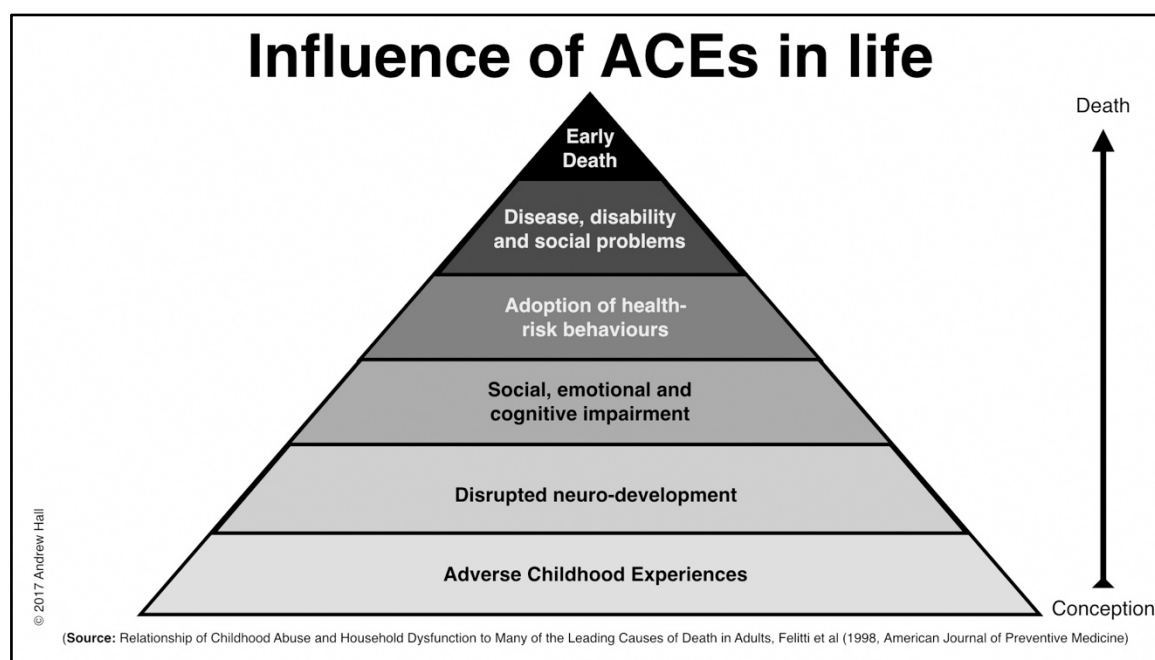 Influence of ACEs in life
Death
Early
Death
Disease, disability
and social problems
Adoption of health-
risk behaviours
Social, emotional and
cognitive impairment
Disrupted neuro-development
Adverse Childhood Experiences
Conception
© 2017 Andrew Hall
(Source: Relationship of Childhood Abuse and Household Dysfunction to Many of the Leading Causes of Death in Adults, Felitti et al (1998, American Journal of Preventive Medicine)